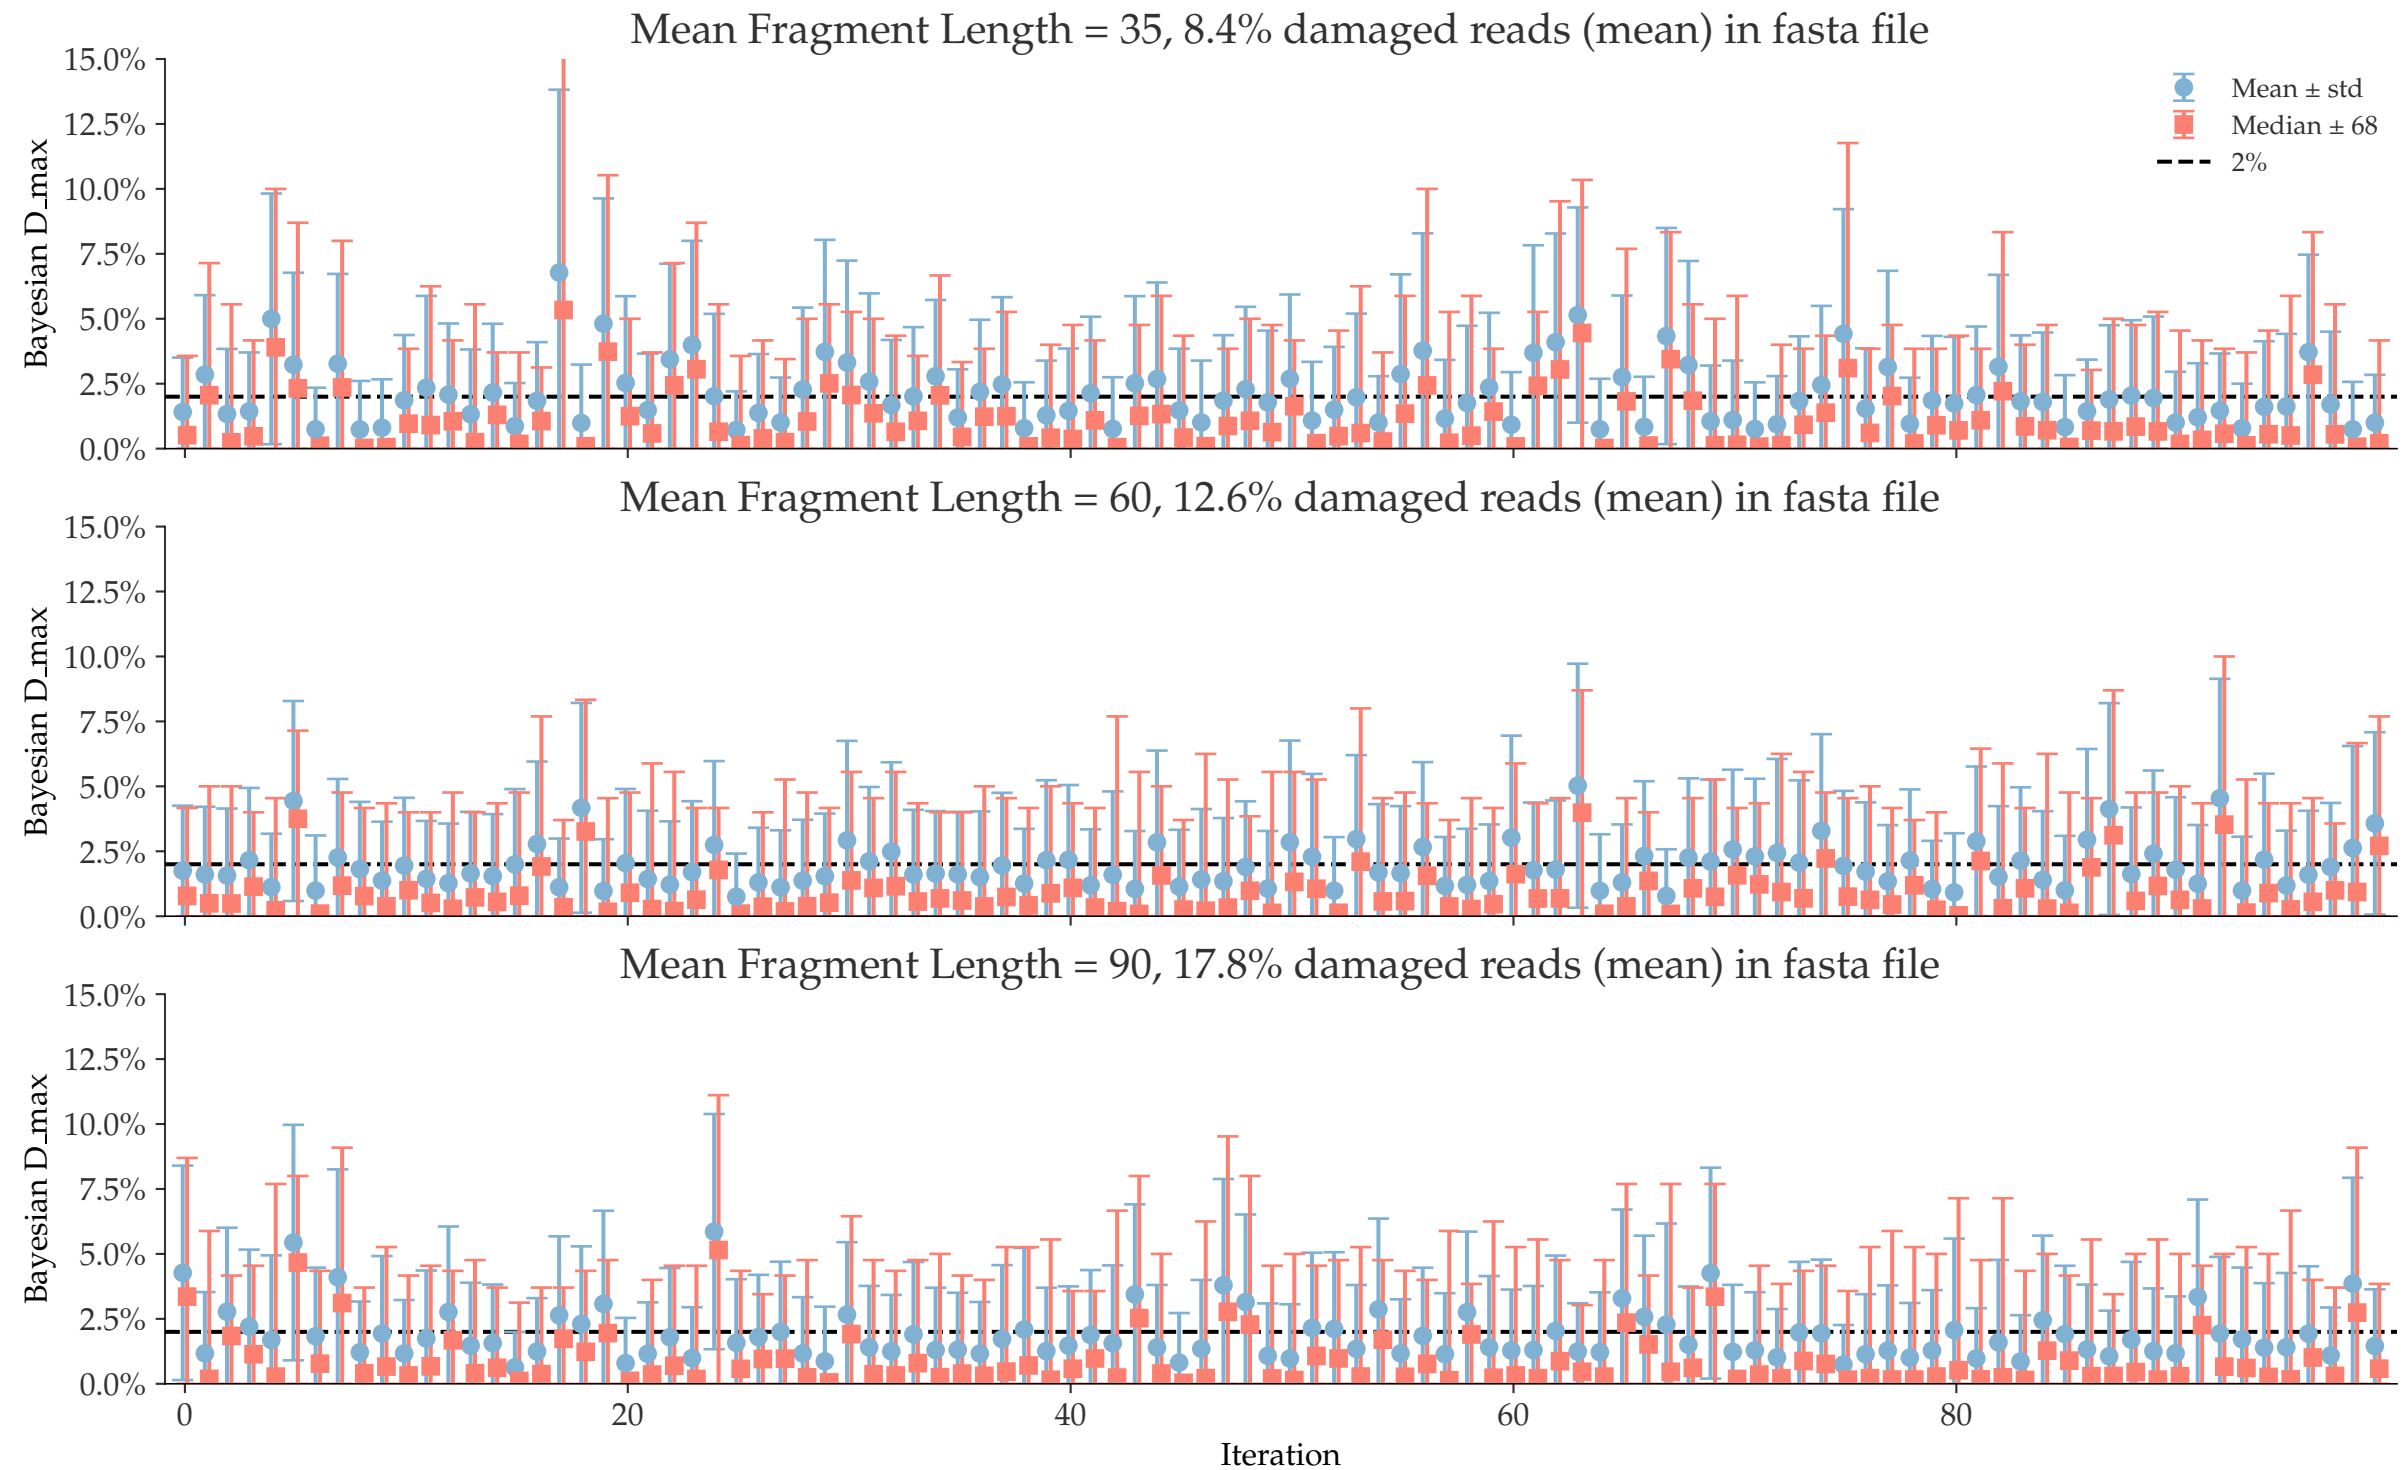 Mean Fragment Length = 35, 8.4% damaged reads (mean) in fasta file
15.0%
12.5%
10.0%
7.5%
5.0%
2.5%
0.0%
Bayesian D_max
Mean ± std
Median ± 68
2%
Mean Fragment Length = 60, 12.6% damaged reads (mean) in fasta file
15.0%
12.5%
10.0%
7.5%
5.0%
2.5%
0.0%
Bayesian D_max
Mean Fragment Length = 90, 17.8% damaged reads (mean) in fasta file
15.0%
12.5%
10.0%
7.5%
5.0%
2.5%
0.0%
Bayesian D_max
0 20 40 60 80
Iteration